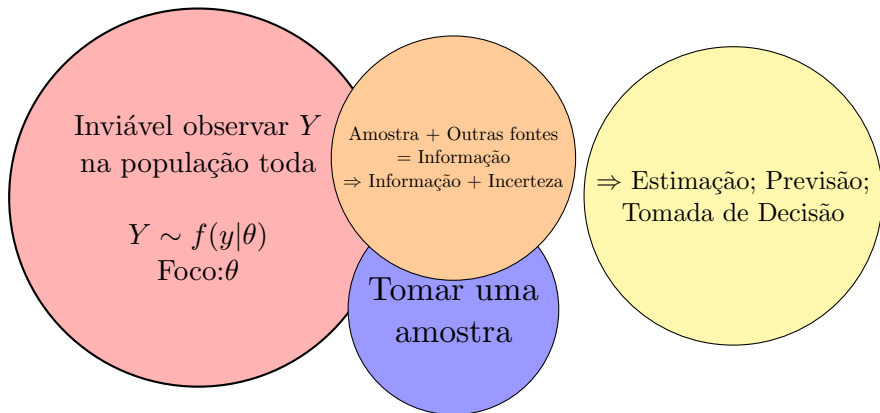 Inviável observar Y
na população toda
Y ∼ f(y|θ)
Foco:θ
Amostra + Outras fontes
= Informação
⇒ Informação + Incerteza
Tomar uma
amostra
⇒ Estimação; Previsão;
Tomada de Decisão